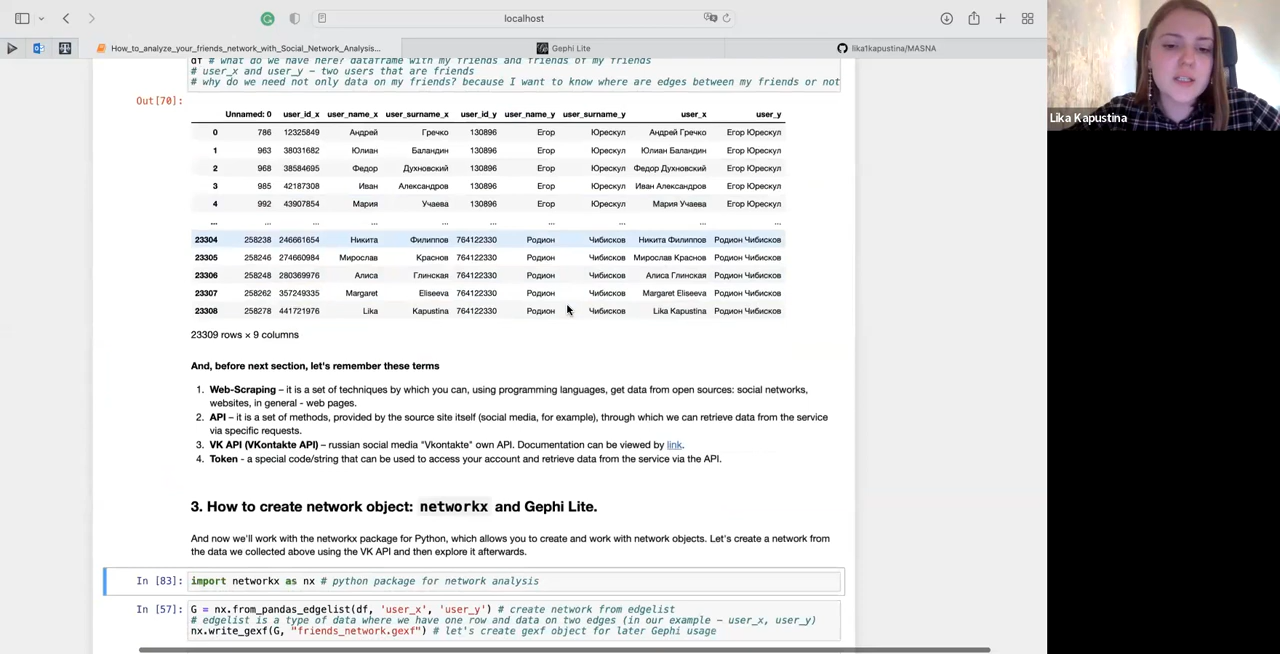 localhost
How_to_analyze_your_friends_network_with_Social_Network_Analysis... Gephi Lite lika1kapustina/MASNA
df # what do we have here? dataframe with my friends and friends of my friends
# user_x and user_y – two users that are friends
# why do we need not only data on my friends? because I want to know where are edges between my friends or not
Out[70]:
Unnamed: 0 user_id_x user_name_x user_surname_x user_id_y user_name_y user_surname_y user_x user_y
0 786 12325849 Андрей Гречко 130896 Егор Юрескул Андрей Гречко Егор Юрескул
1 963 38031682 Юлиан Баландин 130896 Егор Юрескул Юлиан Баландин Егор Юрескул
2 968 38584695 Федор Духновский 130896 Егор Юрескул Федор Духновский Егор Юрескул
3 985 42187308 Иван Александров 130896 Егор Юрескул Иван Александров Егор Юрескул
4 992 43907854 Мария Учаева 130896 Егор Юрескул Мария Учаева Егор Юрескул
... ... ... ... ... ... ... ... ... ...
23304 258238 246661654 Никита Филиппов 764122330 Родион Чибисков Никита Филиппов Родион Чибисков
23305 258246 274660984 Мирослав Краснов 764122330 Родион Чибисков Мирослав Краснов Родион Чибисков
23306 258248 280369976 Алиса Глинская 764122330 Родион Чибисков Алиса Глинская Родион Чибисков
23307 258262 357249335 Margaret Eliseeva 764122330 Родион Чибисков Margaret Eliseeva Родион Чибисков
23308 258278 441721976 Lika Kapustina 764122330 Родион Чибисков Lika Kapustina Родион Чибисков
23309 rows × 9 columns
And, before next section, let's remember these terms
1. Web-Scraping – it is a set of techniques by which you can, using programming languages, get data from open sources: social networks,
websites, in general - web pages.
2. API – it is a set of methods, provided by the source site itself (social media, for example), through which we can retrieve data from the service
via specific requests.
3. VK API (VKontakte API) – russian social media "Vkontakte" own API. Documentation can be viewed by link.
4. Token - a special code/string that can be used to access your account and retrieve data from the service via the API.
3. How to create network object: networkx and Gephi Lite.
And now we'll work with the networkx package for Python, which allows you to create and work with network objects. Let's create a network from
the data we collected above using the VK API and then explore it afterwards.
In [83]: import networkx as nx # python package for network analysis
In [57]: G = nx.from_pandas_edgelist(df, 'user_x', 'user_y') # create network from edgelist
# edgelist is a type of data where we have one row and data on two edges (in our example – user_x, user_y)
nx.write_gexf(G, "friends_network.gexf") # let's create gexf object for later Gephi usage
Lika Kapustina